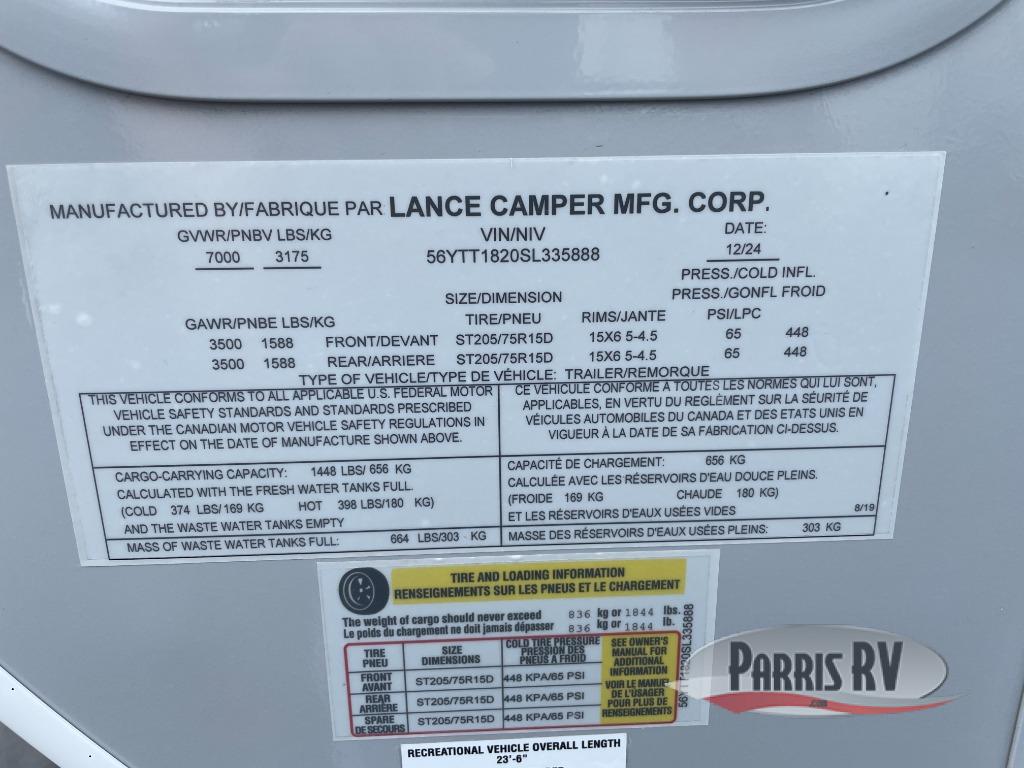 MANUFACTURED BY/FABRIQUE PAR LANCE CAMPER MFG. CORP.
GVWR/PNBV LBS/KG VIN/NIV DATE:
7000 3175 56YTT1820SL335888 12/24
PRESS./COLD INFL.
SIZE/DIMENSION PRESS./GONFL FROID
GAWR/PNBE LBS/KG TIRE/PNEU RIMS/JANTE PSI/LPC
3500 1588 FRONT/DEVANT ST205/75R15D 15X6 5-4.5 65 448
3500 1588 REAR/ARRIERE ST205/75R15D 15X6 5-4.5 65 448
TYPE OF VEHICLE/TYPE DE VÉHICLE: TRAILER/REMORQUE
THIS VEHICLE CONFORMS TO ALL APPLICABLE U.S. FEDERAL MOTOR
VEHICLE SAFETY STANDARDS AND STANDARDS PRESCRIBED
UNDER THE CANADIAN MOTOR VEHICLE SAFETY REGULATIONS IN
EFFECT ON THE DATE OF MANUFACTURE SHOWN ABOVE.
CE VEHICULE CONFORME À TOUTES LES NORMES QUI LUI SONT,
APPLICABLES, EN VERTU DU REGLEMENT SUR LA SÉURITÉ DE
VÉICULES AUTOMOBILES DU CANADA ET DES ETATS UNIS EN
VIGUEUR À LA DATE DE SA FABRICATION CI-DESSUS.
CARGO-CARRYING CAPACITY: 1448 LBS/ 656 KG
CALCULATED WITH THE FRESH WATER TANKS FULL.
(COLD 374 LBS/ 169 KG HOT 398 LBS/180 KG)
AND THE WASTE WATER TANKS EMPTY
MASS OF WASTE WATER TANKS FULL: 664 LBS/303 KG
CAPACITÉ DE CHARGEMENT: 656 KG
CALCULÉE AVEC LES RÉSERVOIRS D'EAU DOUCE PLEINS.
(FROIDE 169 KG CHAUDE 180 KG)
ET LES RÉSERVOIRS D'EAUX USÉES VIDES 8/19
MASSE DES RÉSERVOIRS D'EAUX USÉES PLEINS: 303 KG
TIRE AND LOADING INFORMATION
RENSEIGNEMENTS SUR LES PNEUS ET LE CHARGEMENT
The weight of cargo should never exceed 836 kg or 1844 lbs.
Le poids du chargement ne doit jamais dépasser 836 kg or 1844 lb.
TIRE PNEU SIZE DIMENSIONS COLD TIRE PRESSURE PRESSION DES PNEUS A FROID
FRONT AVANT ST205/75R15D 448 KPA/65 PSI
REAR ARRIÈRE ST205/75R15D 448 KPA/65 PSI
SPARE DE SECOURS ST205/75R15D 448 KPA/65 PSI
SEE OWNER'S
MANUAL FOR
ADDITIONAL
INFORMATION
VOIR LE MANUEL
DE L'USAGER
POUR PLUS DE
RENSEIGNEMENTS
56YTT1820SL335888
PARRIS RV
.com
RECREATIONAL VEHICLE OVERALL LENGTH
23'-6"